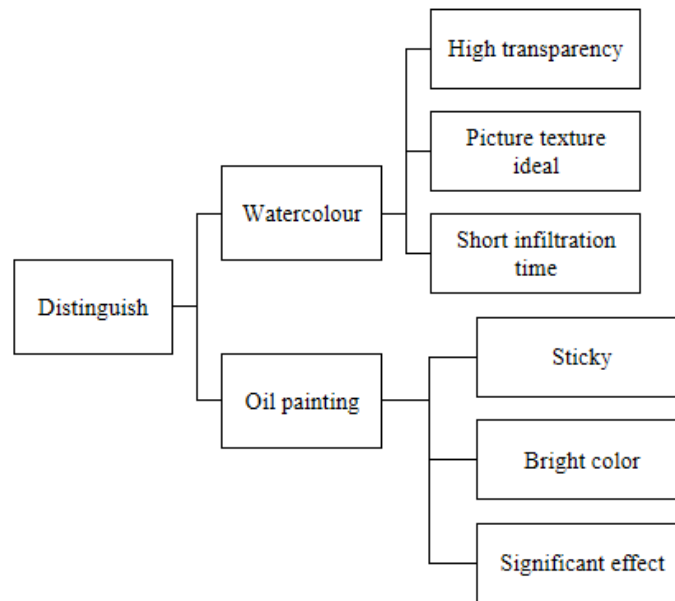 High transparency
Picture texture
ideal
Watercolour
Short infiltration
time
Distinguish
Sticky
Oil painting
Bright color
Significant effect